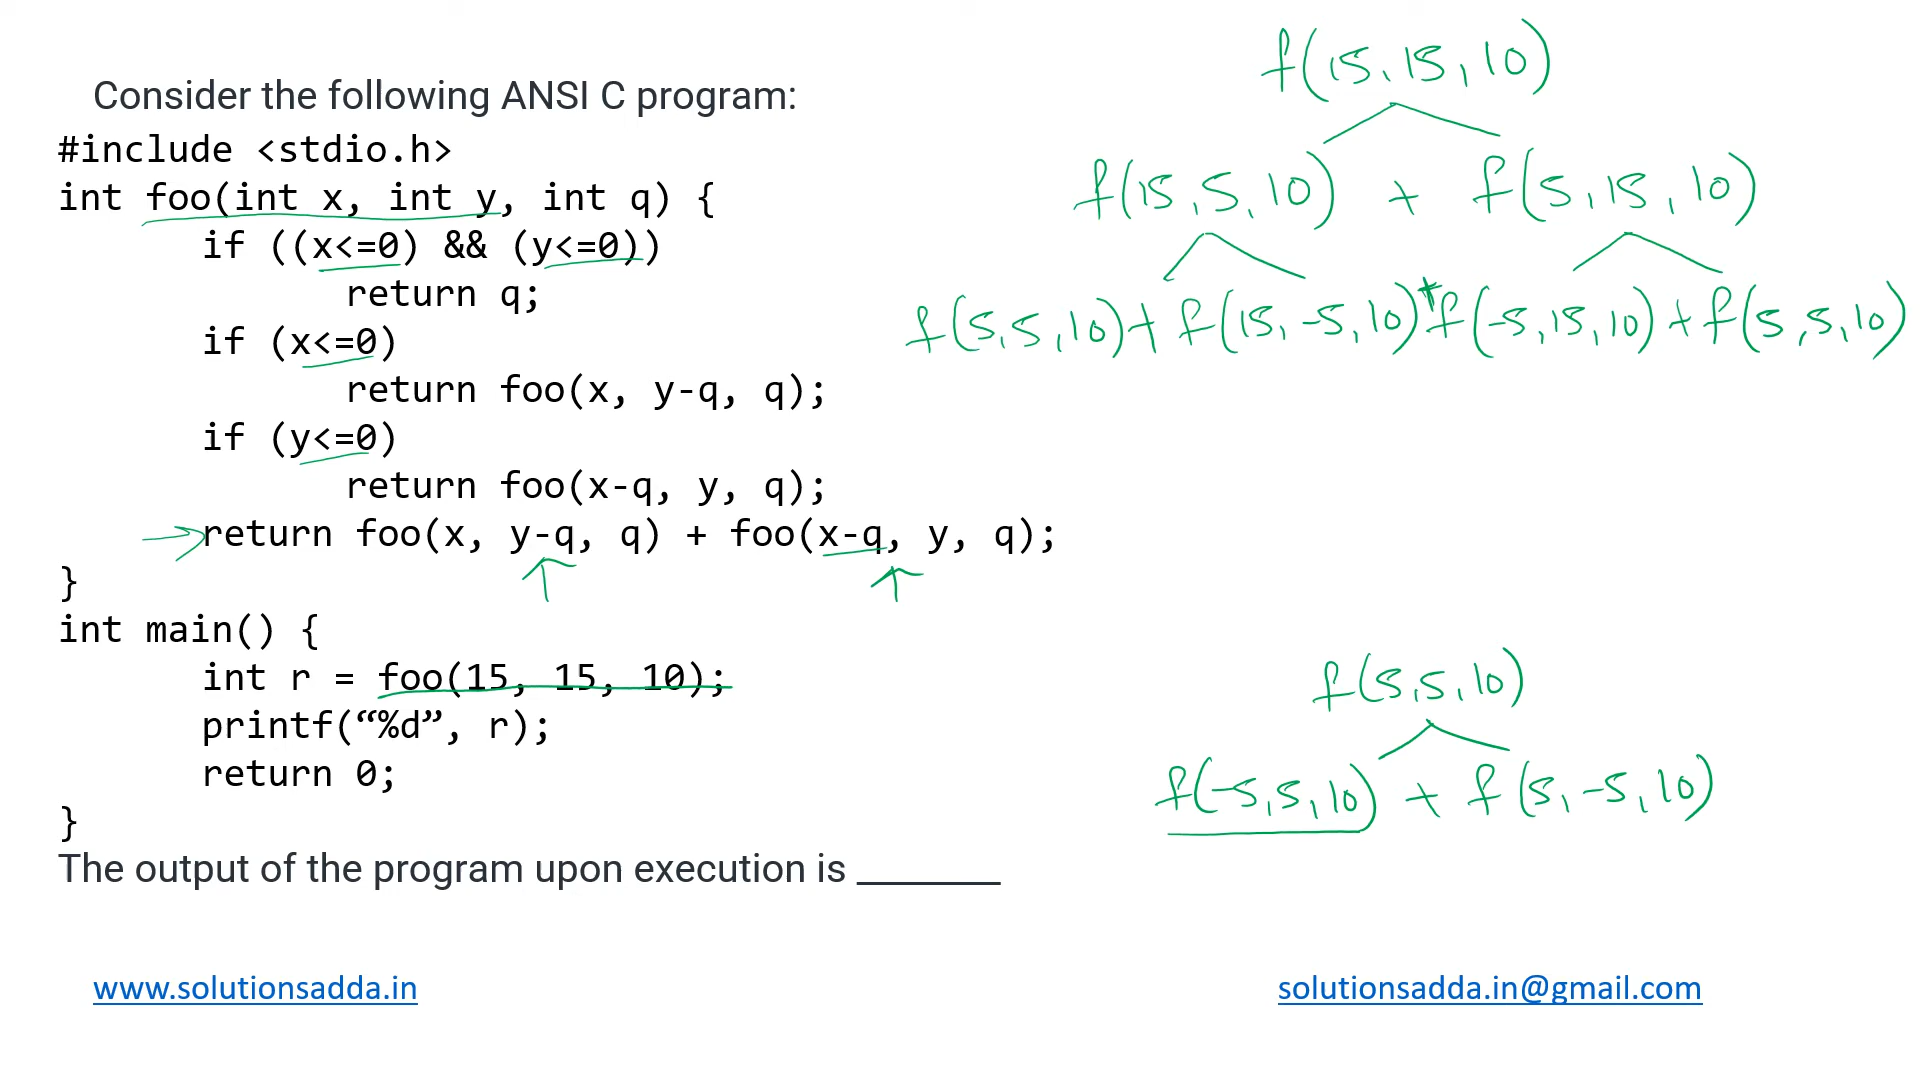 Consider the following ANSI C program:
#include <stdio.h>
int foo(int x, int y, int q) {
if ((x<=0) && (y<=0))
return q;
if (x<=0)
return foo(x, y-q, q);
if (y<=0)
return foo(x-q, y, q);
return foo(x, y-q, q) + foo(x-q, y, q);
}
int main() {
int r = foo(15, 15, 10);
printf(“%d”, r);
return 0;
}
The output of the program upon execution is ______
f(15,15,10)
f(15,5,10) + f(5,15,10)
f(5,5,10)+f(15,-5,10)+f(-5,15,10)+f(5,5,10)
f(5,5,10)
f(-5,5,10) + f(5,-5,10)
www.solutionsadda.in
solutionsadda.in@gmail.com